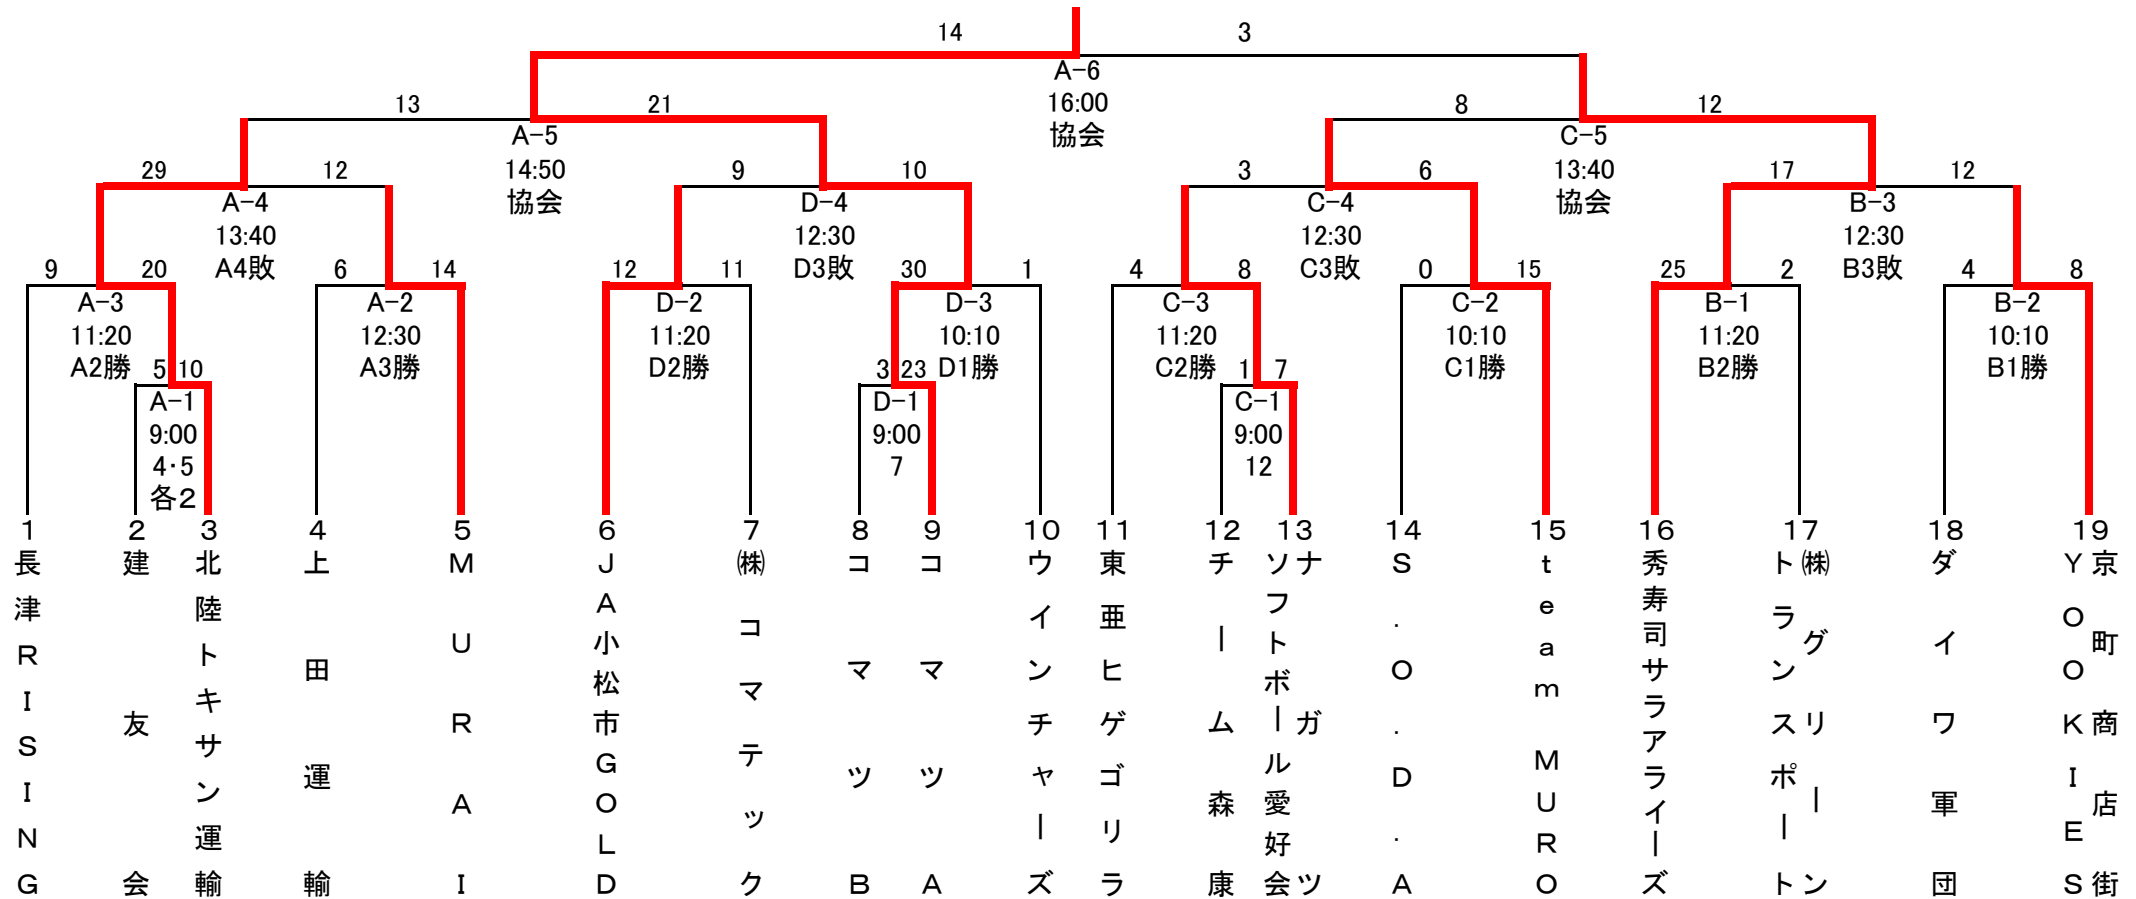 14 3
A-6
16:00
協会
13 21 8 12
A-5 C-5
14:50 13:40
協会 協会
29 12 9 10 3 6 17 12
A-4 D-4 C-4 B-3
13:40 12:30 12:30 12:30
A4敗 D3敗 C3敗 B3敗
9 20 6 14 12 11 30 1 4 8 0 15 25 2 4 8
A-3 A-2 D-2 D-3 C-3 C-2 B-1 B-2
11:20 12:30 11:20 10:10 11:20 10:10 11:20 10:10
A2勝 A3勝 D2勝 D1勝 C2勝 C1勝 B2勝 B1勝
5 10 3 23 1 7
A-1 D-1 C-1
9:00 9:00 9:00
4・5 7 12
各2
1 2 3 4 5 6 7 8 9 10 11 12 13 14 15 16 17 18 19
長津RISING
建友会
北陸トキサン運輸
上田運輸
MURAI
JA小松市GOLD
㈱コマテック
コマツB
コマツA
ウインチャーズ
東亜ヒゲゴリラ
チーム森康
ナガツ
ソフトボール愛好会
S.O.D.A
team MURO
秀寿司サララアライーズ
㈱グリーン
トランスポート
ダイワ軍団
京町商店街
YOOKIES